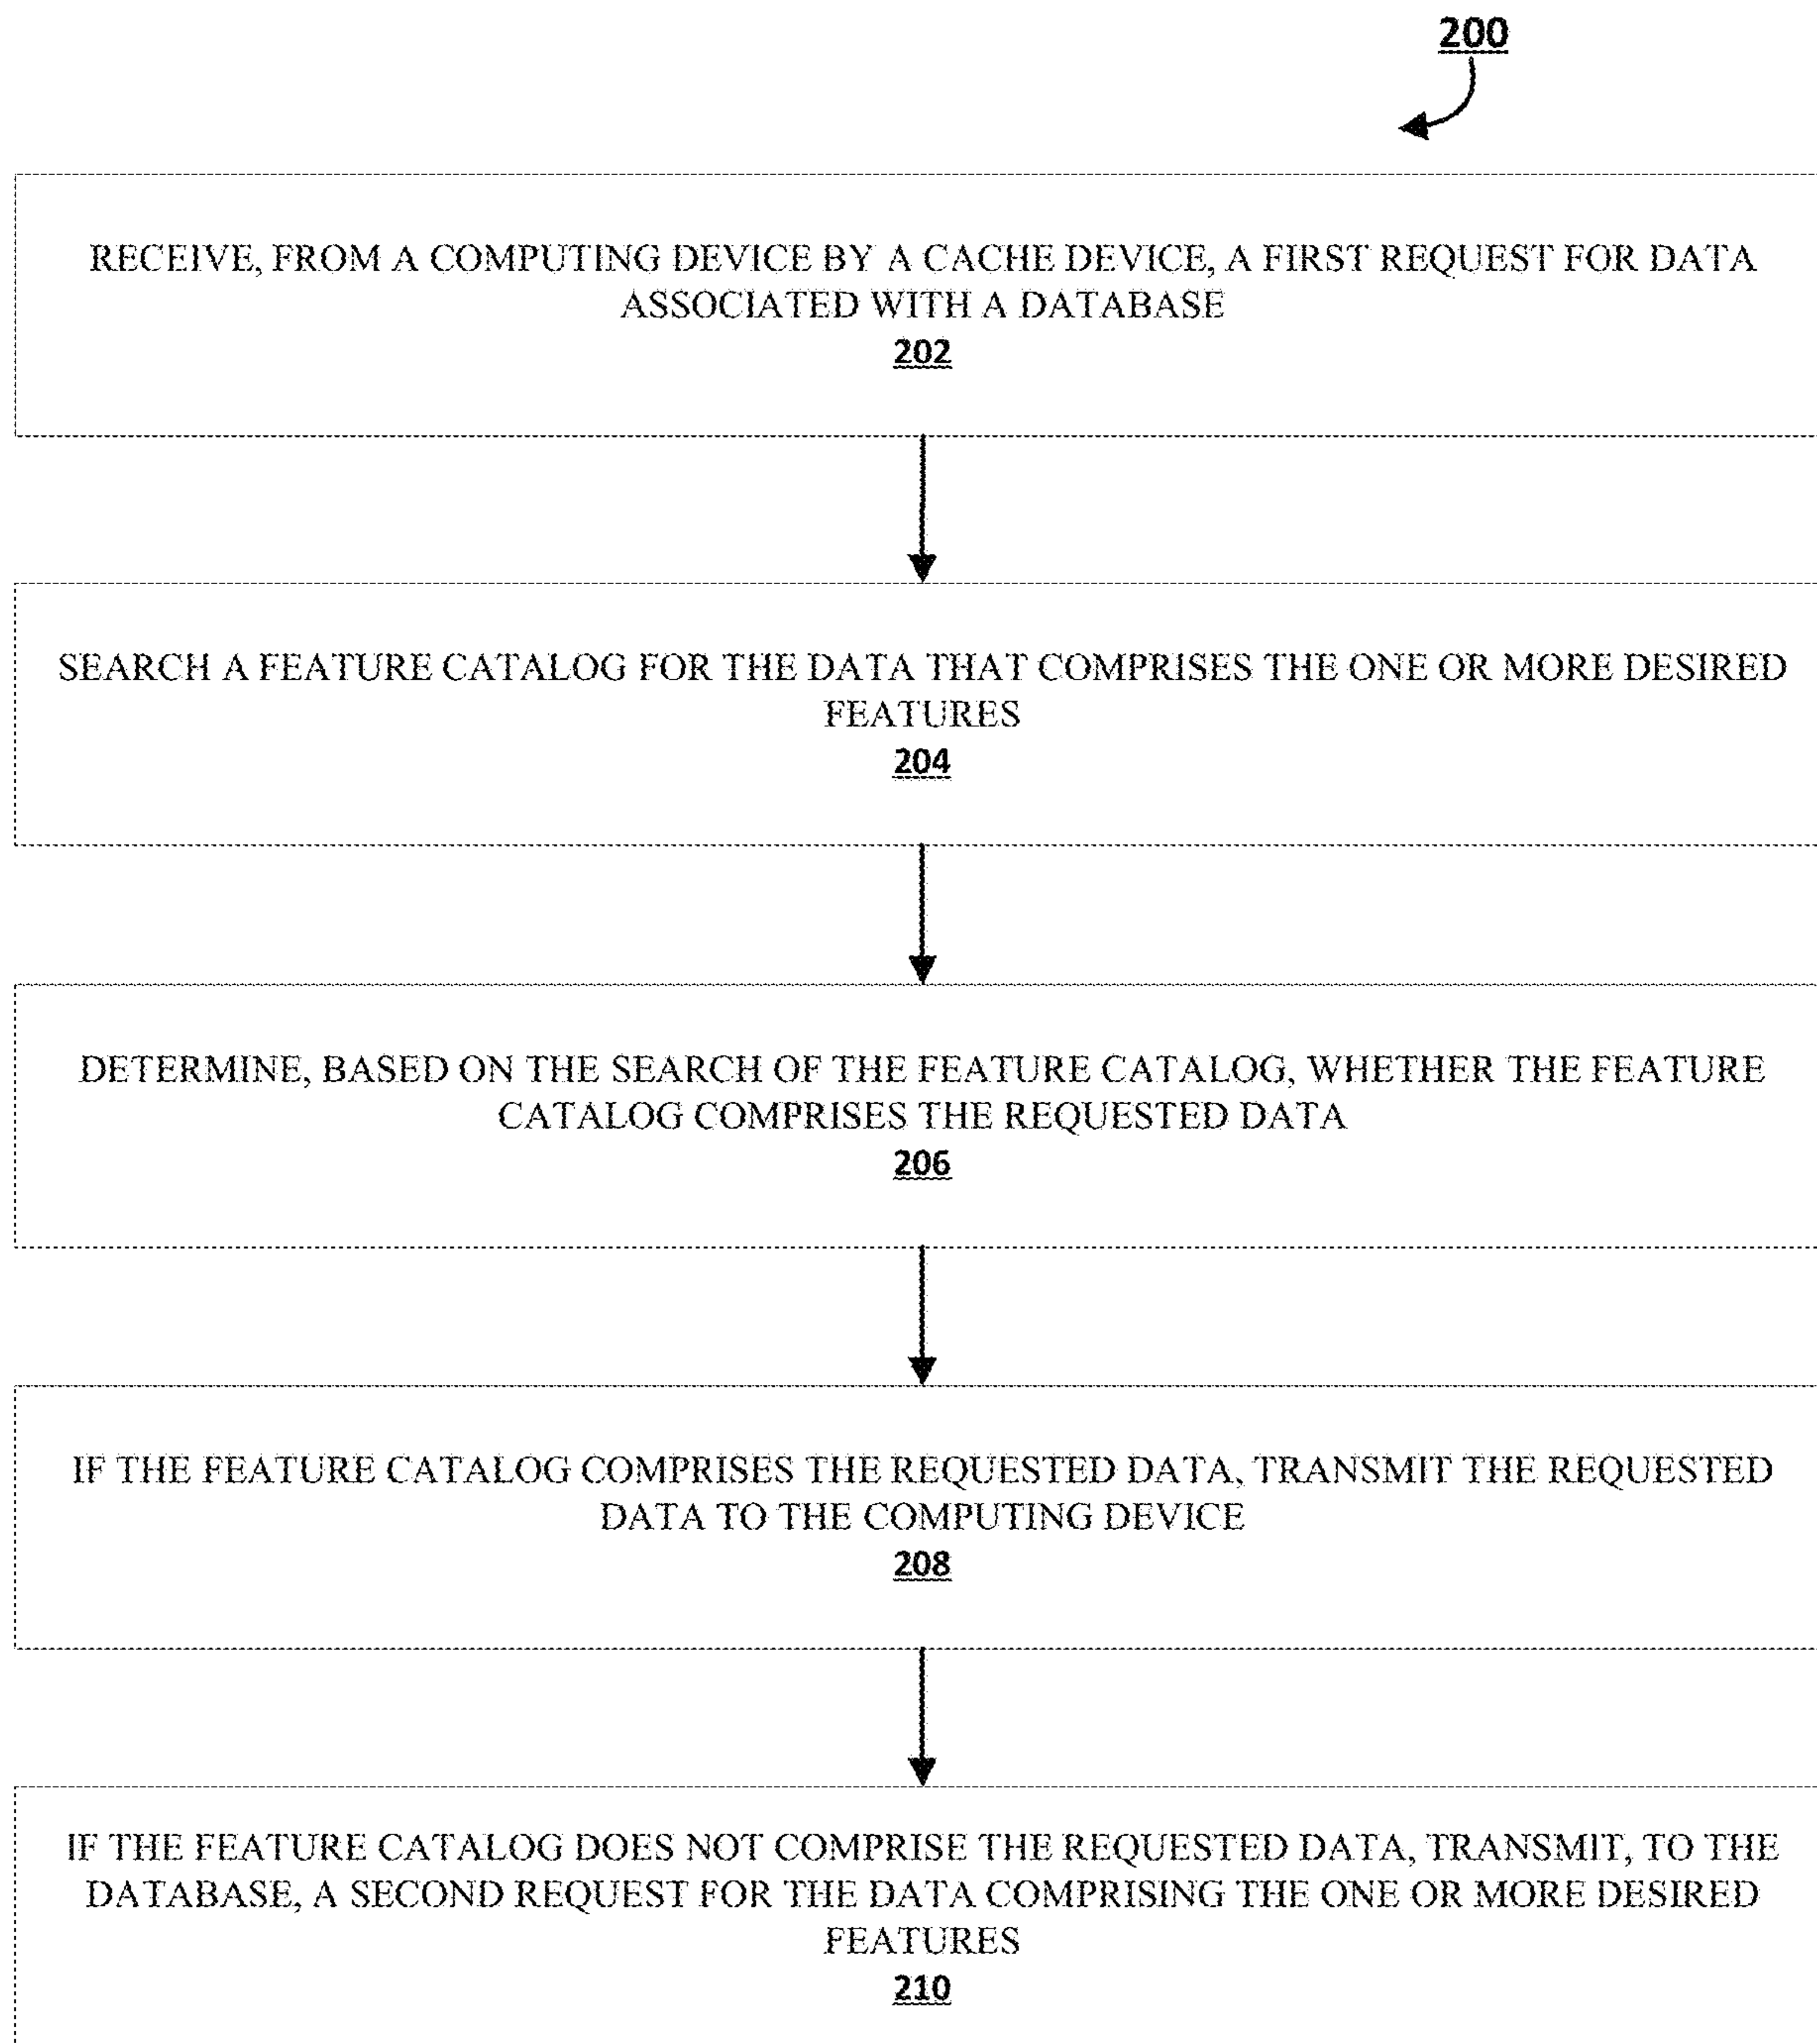 200
RECEIVE, FROM A COMPUTING DEVICE BY A CACHE DEVICE, A FIRST REQUEST FOR DATA
ASSOCIATED WITH A DATABASE
202
SEARCH A FEATURE CATALOG FOR THE DATA THAT COMPRISES THE ONE OR MORE DESIRED
FEATURES
204
DETERMINE, BASED ON THE SEARCH OF THE FEATURE CATALOG, WHETHER THE FEATURE
CATALOG COMPRISES THE REQUESTED DATA
206
IF THE FEATURE CATALOG COMPRISES THE REQUESTED DATA, TRANSMIT THE REQUESTED
DATA TO THE COMPUTING DEVICE
208
IF THE FEATURE CATALOG DOES NOT COMPRISE THE REQUESTED DATA, TRANSMIT, TO THE
DATABASE, A SECOND REQUEST FOR THE DATA COMPRISING THE ONE OR MORE DESIRED
FEATURES
210